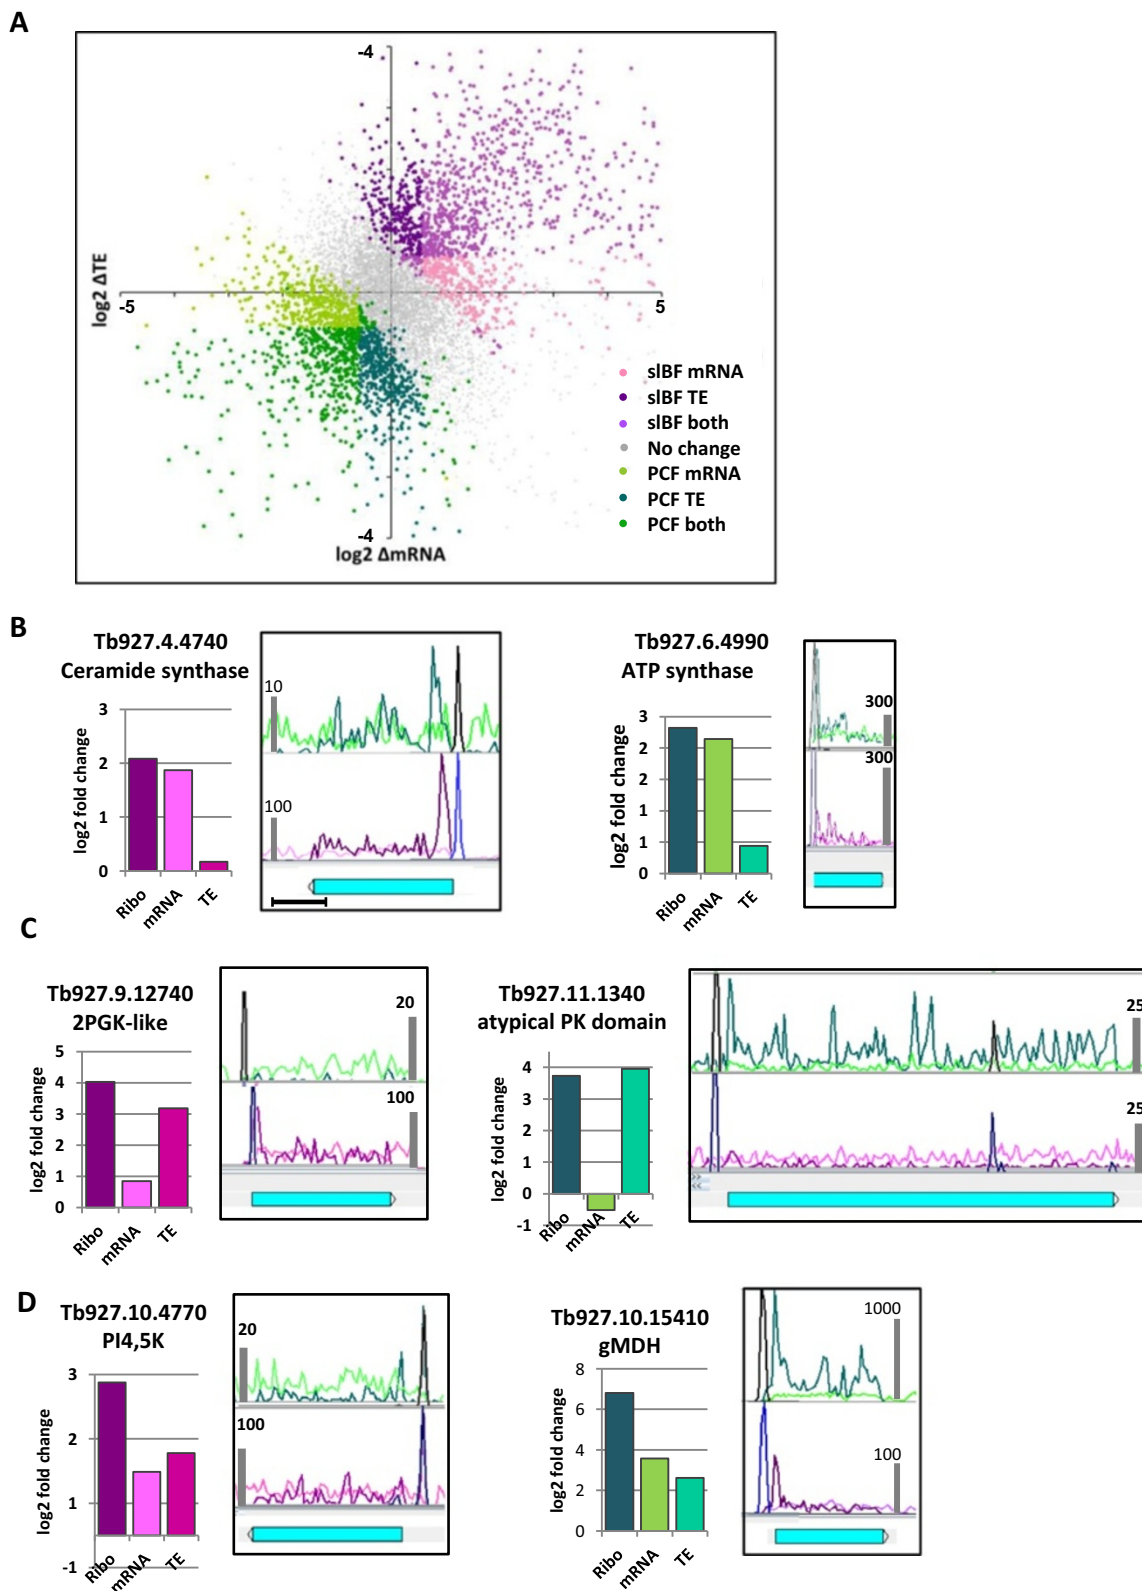 A
-4
log2 ΔTE
-5
5
slBF mRNA
slBF TE
slBF both
No change
PCF mRNA
PCF TE
PCF both
-4
log2 ΔmRNA
B
Tb927.4.4740
Ceramide synthase
log2 fold change
3
2
1
0
Ribo
mRNA
TE
10
100
Tb927.6.4990
ATP synthase
log2 fold change
3
2
2
1
1
0
Ribo
mRNA
TE
300
300
C
Tb927.9.12740
2PGK-like
log2 fold change
5
4
3
2
1
0
Ribo
mRNA
TE
20
100
Tb927.11.1340
atypical PK domain
log2 fold change
4
3
2
1
0
-1
Ribo
mRNA
TE
25
25
D
Tb927.10.4770
PI4,5K
log2 fold change
3
2
1
-1
Ribo
mRNA
TE
20
100
Tb927.10.15410
gMDH
log2 fold change
8
6
4
2
0
Ribo
mRNA
TE
1000
100